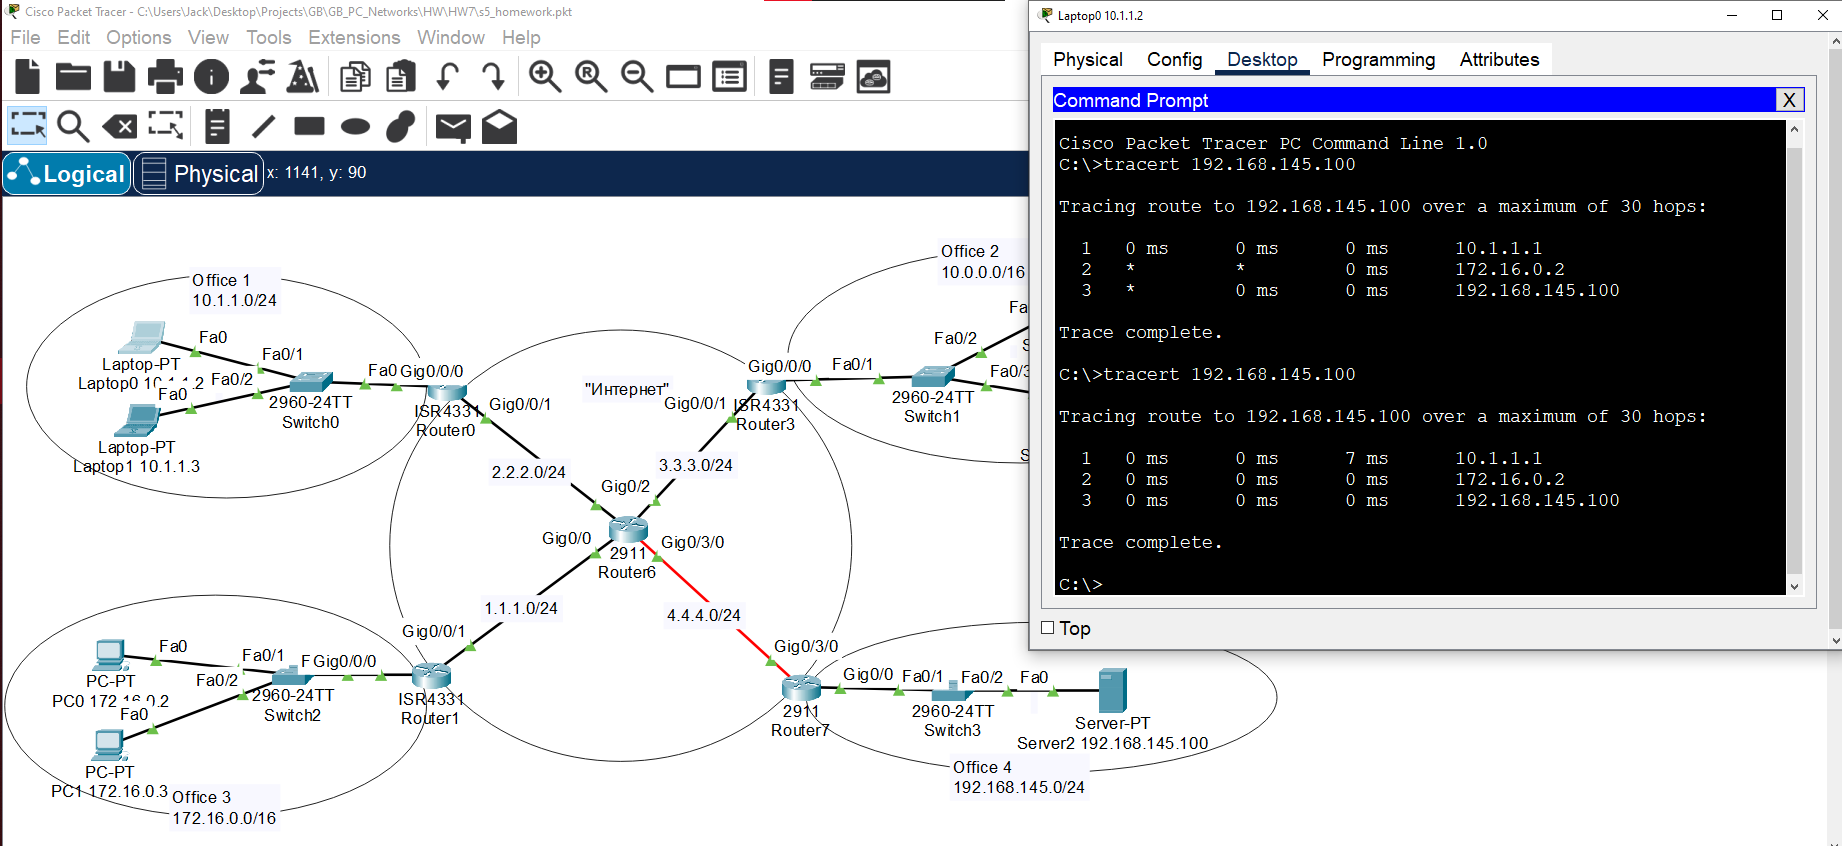 Cisco Packet Tracer - C:\Users\Jack\Desktop\Projects\GB\GB_PC_Networks\HW\HW7\s5_homework.pkt
File Edit Options View Tools Extensions Window Help
Logical Physical x: 1141, y: 90
Office 1
10.1.1.0/24
Fa0
Laptop-PT
Laptop0 10.1.1.2
Fa0/1
Fa0/2
Fa0
Laptop-PT
Laptop1 10.1.1.3
2960-24TT
Switch0
Fa0
Gig0/0/0
ISR4331
Router0
Gig0/0/1
"Интернет"
2.2.2.0/24
3.3.3.0/24
Gig0/0/0
Gig0/0/1
ISR4331
Router3
Office 2
10.0.0.0/16
Fa0/1
Fa0/2
Fa0/3
Fa
S
2960-24TT
Switch1
S
Gig0/2
Gig0/0
Gig0/3/0
2911
Router6
1.1.1.0/24
4.4.4.0/24
Gig0/0/1
Fa0
PC-PT
PC0 172.16.0.2
Fa0/1
Fa0/2
Fa0
PC-PT
PC1 172.16.0.3
F Gig0/0/0
2960-24TT
Switch2
ISR4331
Router1
Office 3
172.16.0.0/16
Gig0/3/0
Gig0/0
Fa0/1
Fa0/2
Fa0
2911
Router7
2960-24TT
Switch3
Server-PT
Server2 192.168.145.100
Office 4
192.168.145.0/24
Laptop0 10.1.1.2
Physical Config Desktop Programming Attributes
Command Prompt
X
Cisco Packet Tracer PC Command Line 1.0
C:\>tracert 192.168.145.100
Tracing route to 192.168.145.100 over a maximum of 30 hops:
1 0 ms 0 ms 0 ms 10.1.1.1
2 * * 0 ms 172.16.0.2
3 * 0 ms 0 ms 192.168.145.100
Trace complete.
C:\>tracert 192.168.145.100
Tracing route to 192.168.145.100 over a maximum of 30 hops:
1 0 ms 0 ms 7 ms 10.1.1.1
2 0 ms 0 ms 0 ms 172.16.0.2
3 0 ms 0 ms 0 ms 192.168.145.100
Trace complete.
C:\>
Top